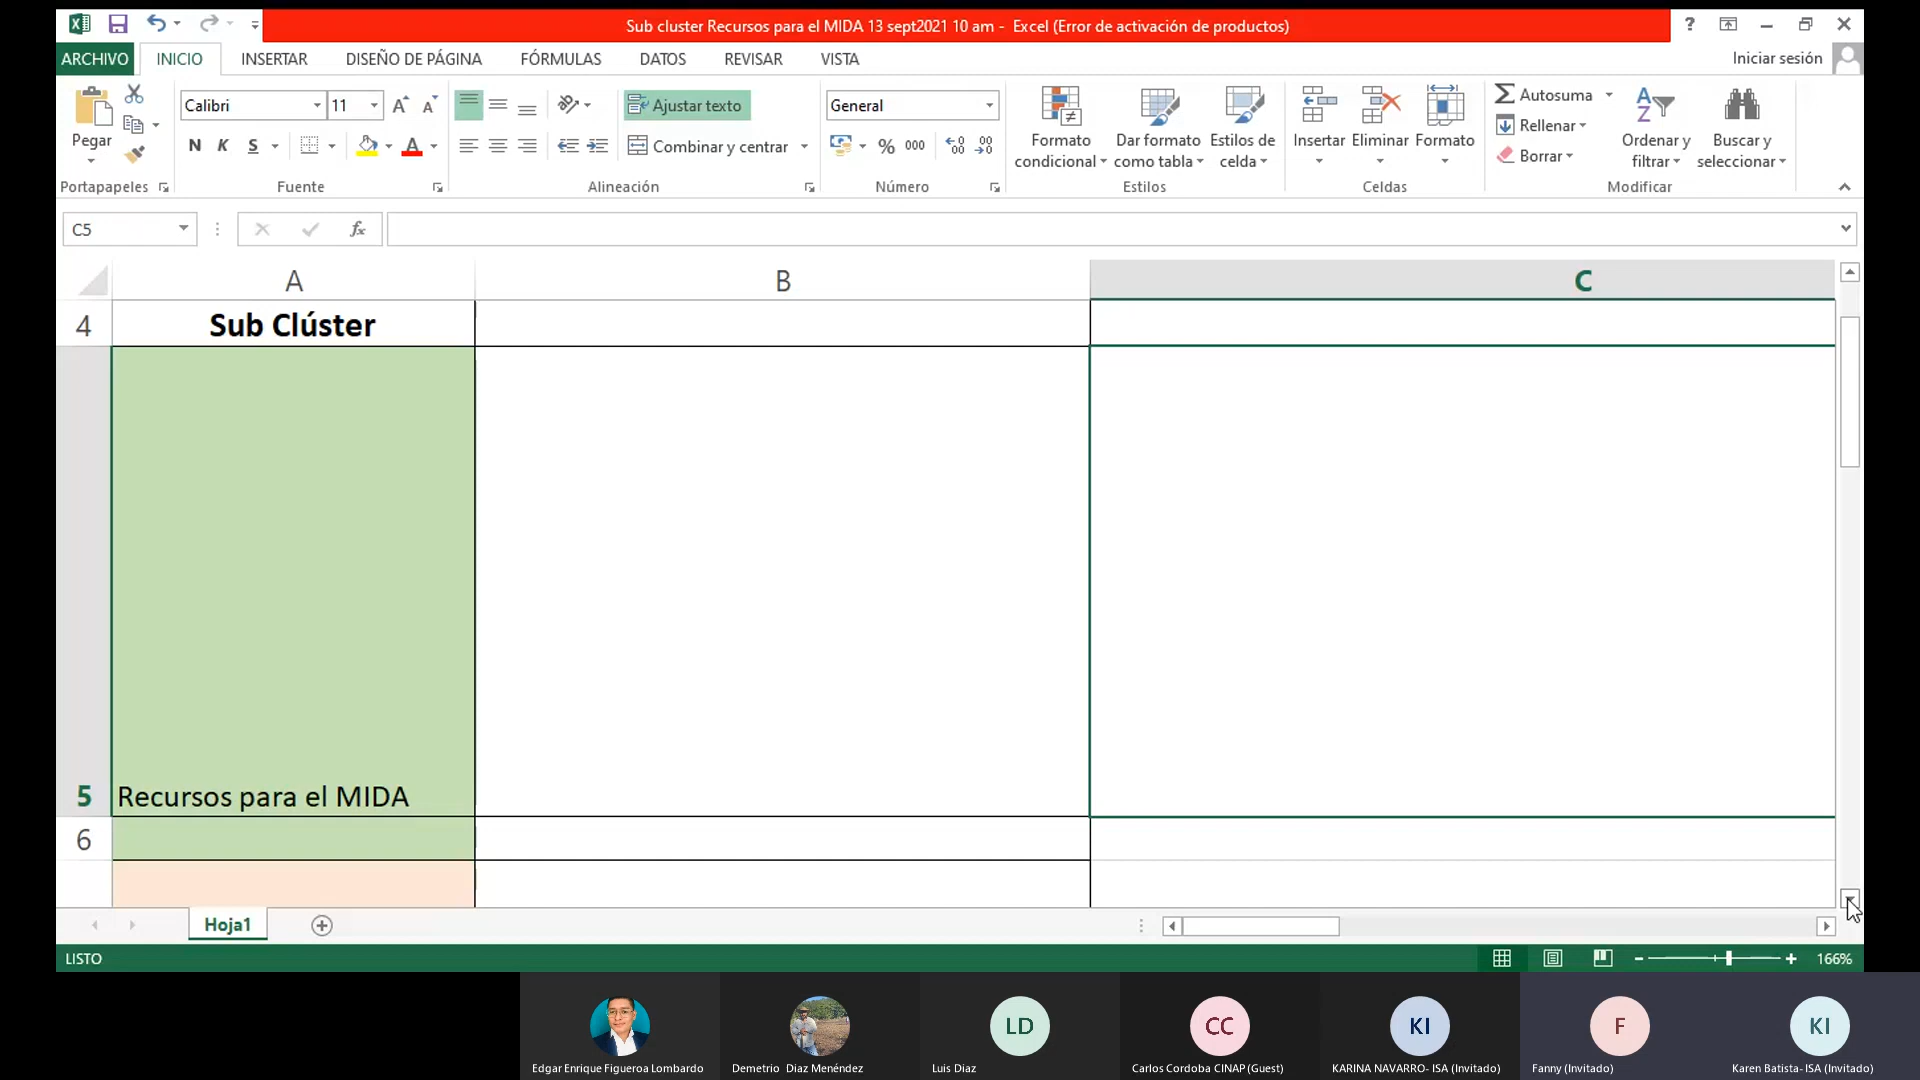 Sub cluster Recursos para el MIDA 13 sept2021 10 am - Excel (Error de activación de productos)
?
ARCHIVO INICIO INSERTAR DISEÑO DE PÁGINA FÓRMULAS DATOS REVISAR VISTA Iniciar sesión
Pegar
Calibri 11
N K S
Ajustar texto
Combinar y centrar
General
% 000
Formato condicional
Dar formato como tabla
Estilos de celda
Insertar
Eliminar
Formato
Autosuma
Rellenar
Borrar
Ordenar y filtrar
Buscar y seleccionar
Portapapeles Fuente Alineación Número Estilos Celdas Modificar
C5 fx
A B C
4 Sub Clúster
5 Recursos para el MIDA
6
Hoja1
LISTO 166%
LD CC KI F KI
Edgar Enrique Figueroa Lombardo Demetrio Diaz Menéndez Luis Diaz Carlos Cordoba CINAP (Guest) KARINA NAVARRO- ISA (Invitado) Fanny (Invitado) Karen Batista- ISA (Invitado)